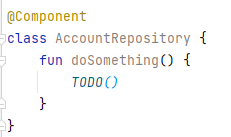 @Component
class AccountRepository {
    fun doSomething() {
        TODO()
    }
}